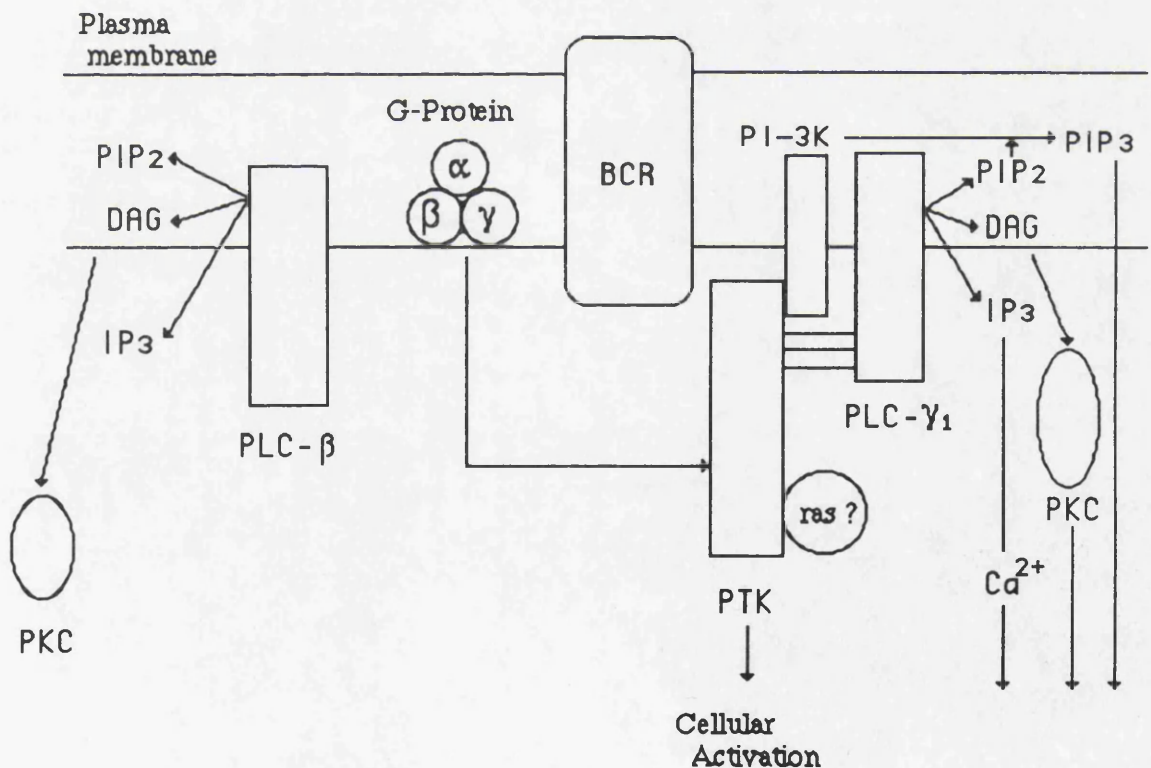 Plasma
membrane
G-Protein
α
β
γ
BCR
PI-3K
PIP3
PIP2
PIP2
DAG
DAG
IP3
IP3
PLC-β
PLC-γ1
ras ?
PKC
PKC
Ca2+
PTK
Cellular
Activation